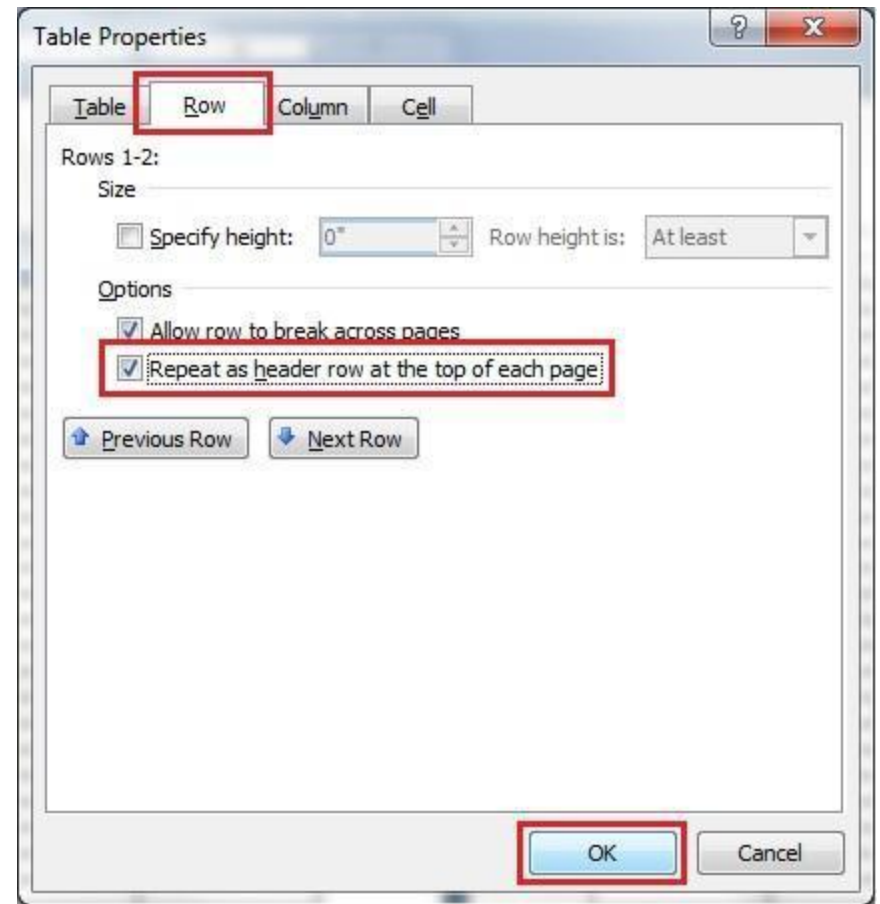 Table Properties
? X
Table Row Column Cell
Rows 1-2:
Size
Specify height: 0" Row height is: At least
Options
Allow row to break across pages
Repeat as header row at the top of each page
Previous Row Next Row
OK Cancel